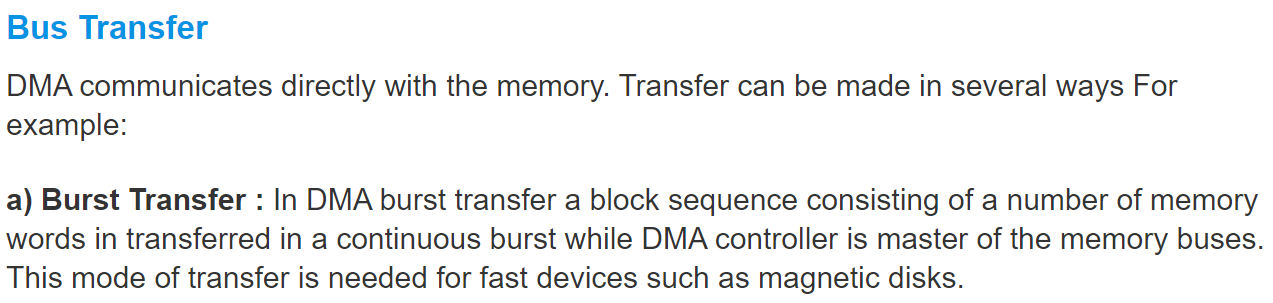 Bus Transfer
DMA communicates directly with the memory. Transfer can be made in several ways For
example:
a) Burst Transfer : In DMA burst transfer a block sequence consisting of a number of memory
words in transferred in a continuous burst while DMA controller is master of the memory buses.
This mode of transfer is needed for fast devices such as magnetic disks.